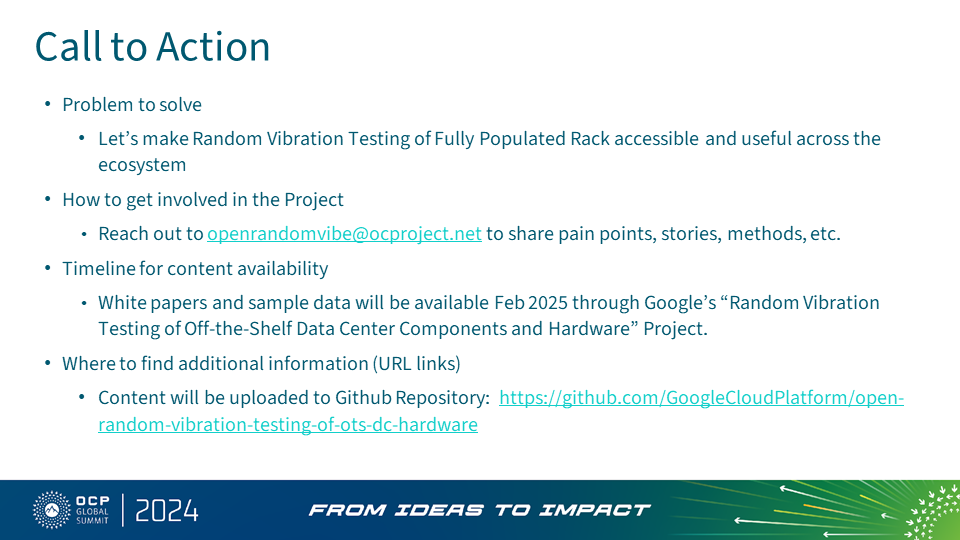 Call to Action
• Problem to solve
• Let’s make Random Vibration Testing of Fully Populated Rack accessible and useful across the
ecosystem
• How to get involved in the Project
• Reach out to openrandomvibe@ocproject.net to share pain points, stories, methods, etc.
• Timeline for content availability
• White papers and sample data will be available Feb 2025 through Google’s “Random Vibration
Testing of Off-the-Shelf Data Center Components and Hardware” Project.
• Where to find additional information (URL links)
• Content will be uploaded to Github Repository: https://github.com/GoogleCloudPlatform/open-
random-vibration-testing-of-ots-dc-hardware
OCP
GLOBAL
SUMMIT
2024
FROM IDEAS TO IMPACT